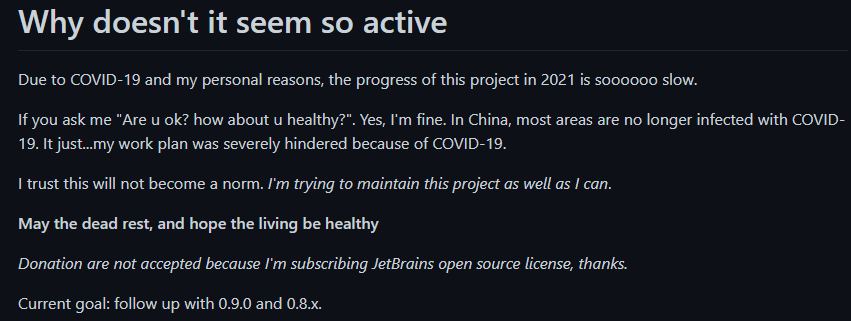 Why doesn't it seem so active
Due to COVID-19 and my personal reasons, the progress of this project in 2021 is soooooo slow.
If you ask me "Are u ok? how about u healthy?". Yes, I'm fine. In China, most areas are no longer infected with COVID-
19. It just...my work plan was severely hindered because of COVID-19.
I trust this will not become a norm. I'm trying to maintain this project as well as I can.
May the dead rest, and hope the living be healthy
Donation are not accepted because I'm subscribing JetBrains open source license, thanks.
Current goal: follow up with 0.9.0 and 0.8.x.